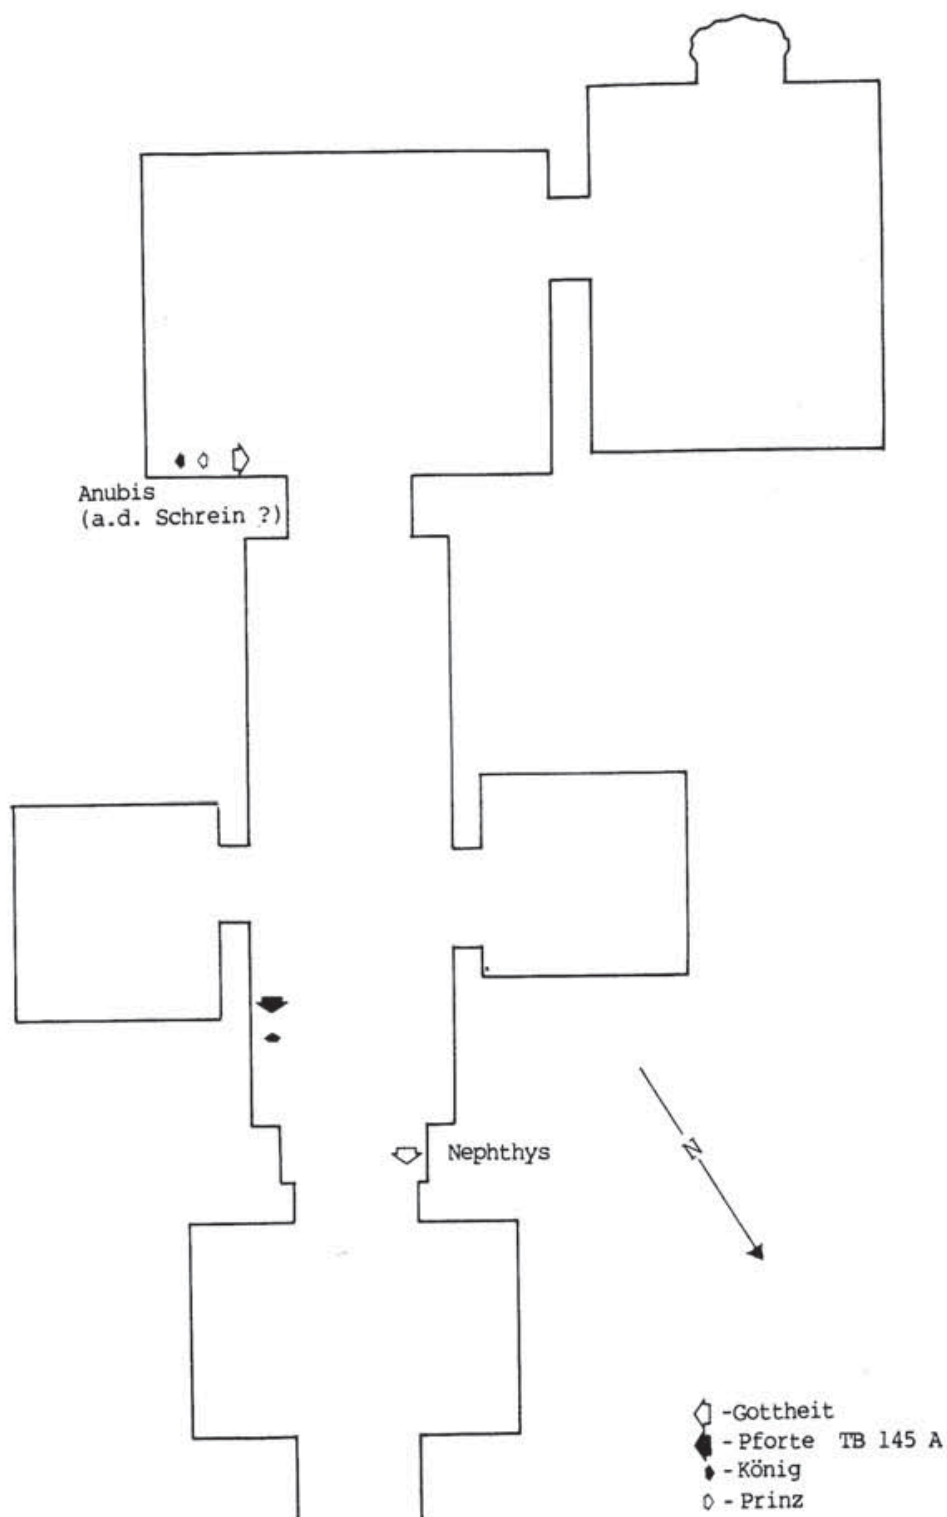 Anubis
(a.d. Schrein ?)
Nephthys
N
-Gottheit
-Pforte TB 145 A
-König
-Prinz